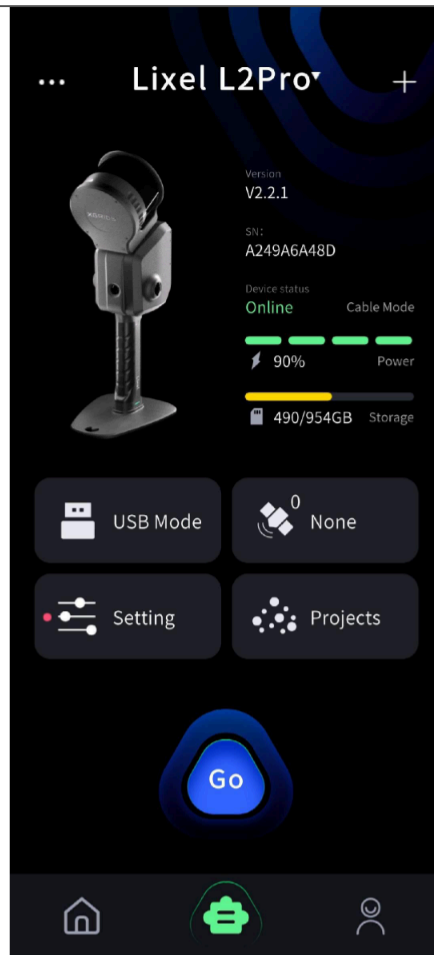 Lixel L2Pro
Version
V2.2.1
SN:
A249A6A48D
Device status
Online Cable Mode
90% Power
490/954GB Storage
USB Mode
0
None
Setting
Projects
Go